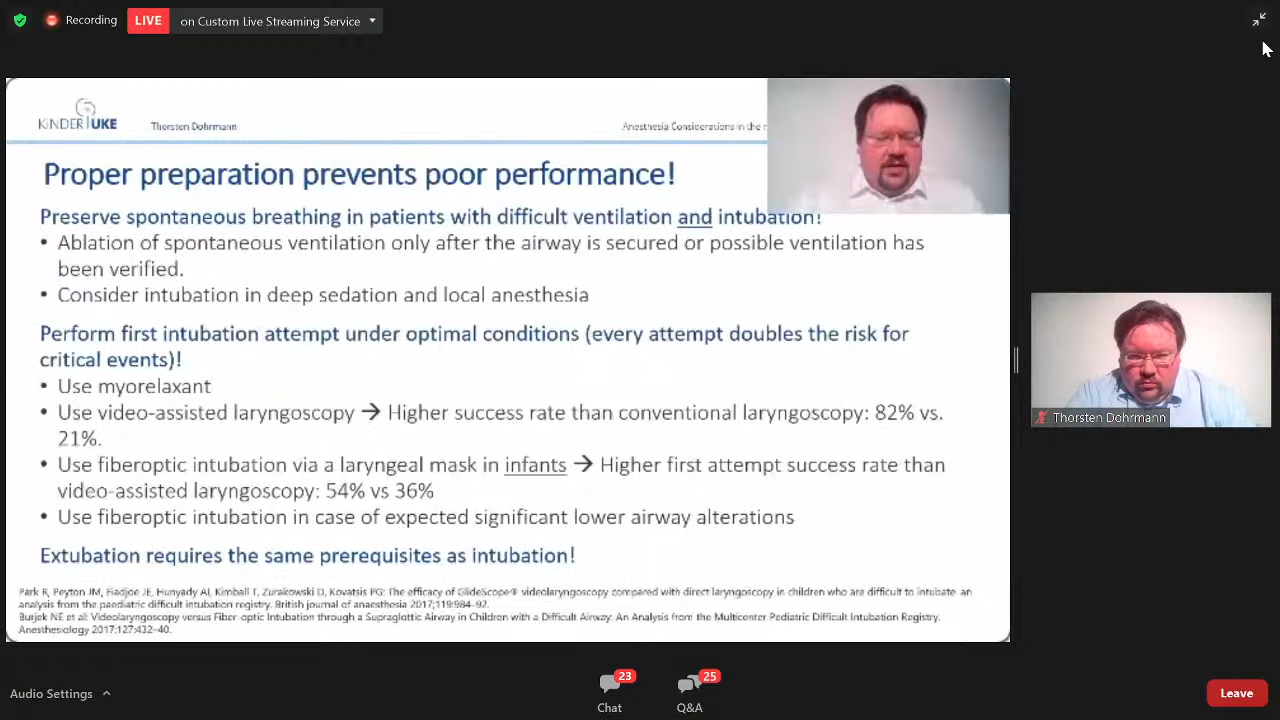 Recording
LIVE
on Custom Live Streaming Service
KINDER UKE
Thorsten Dohrmann
Anesthesia Considerations in the
Proper preparation prevents poor performance!
Preserve spontaneous breathing in patients with difficult ventilation and intubation!
• Ablation of spontaneous ventilation only after the airway is secured or possible ventilation has
been verified.
• Consider intubation in deep sedation and local anesthesia
Perform first intubation attempt under optimal conditions (every attempt doubles the risk for
critical events)!
• Use myorelaxant
• Use video-assisted laryngoscopy → Higher success rate than conventional laryngoscopy: 82% vs.
21%.
• Use fiberoptic intubation via a laryngeal mask in infants → Higher first attempt success rate than
video-assisted laryngoscopy: 54% vs 36%
• Use fiberoptic intubation in case of expected significant lower airway alterations
Extubation requires the same prerequisites as intubation!
Park R, Peyton JM, Fiadjoe JE, Hunyady AI, Kimball T, Zurakowski D, Kovatsis PG: The efficacy of GlideScope® videolaryngoscopy compared with direct laryngoscopy in children who are difficult to intubate: an
analysis from the paediatric difficult intubation registry. British journal of anaesthesia 2017;119:984-92.
Burjek NE et al: Videolaryngoscopy versus Fiber-optic Intubation through a Supraglottic Airway in Children with a Difficult Airway: An Analysis from the Multicenter Pediatric Difficult Intubation Registry.
Anesthesiology 2017;127:432-40.
Thorsten Dohrmann
Audio Settings
23
Chat
25
Q&A
Leave